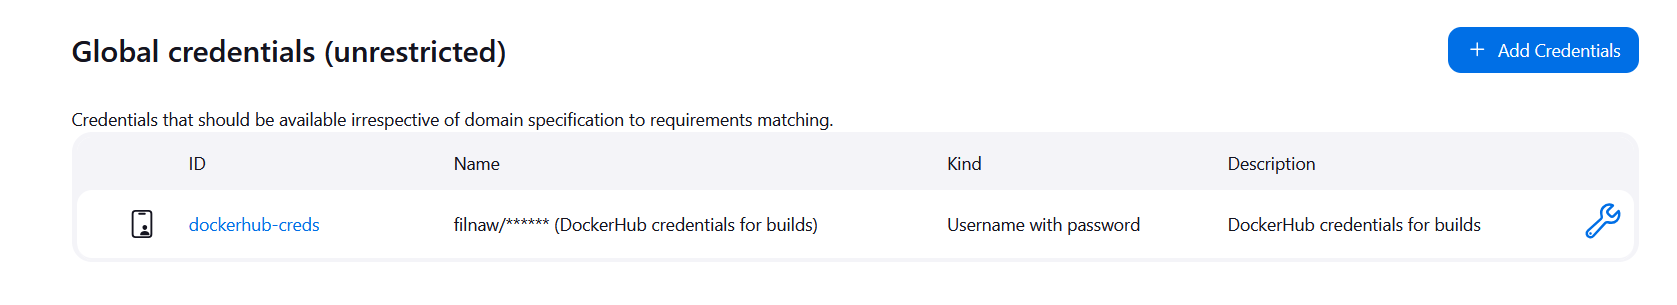 Global credentials (unrestricted)
+ Add Credentials
Credentials that should be available irrespective of domain specification to requirements matching.
ID Name Kind Description
dockerhub-creds filnaw/****** (DockerHub credentials for builds) Username with password DockerHub credentials for builds